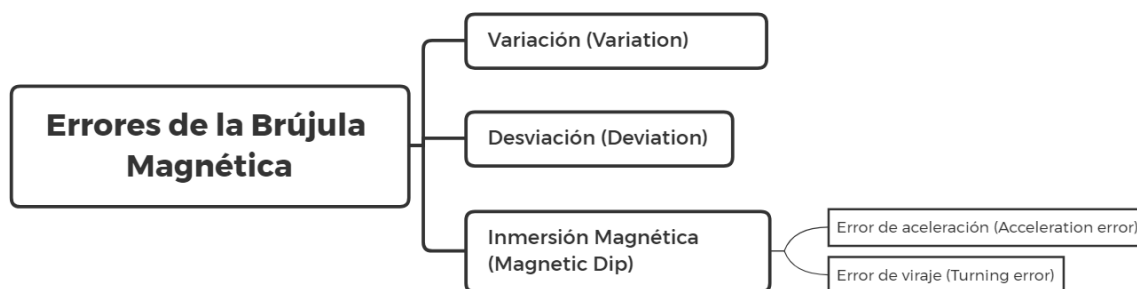 Errores de la Brújula
Magnética
Variación (Variation)
Desviación (Deviation)
Inmersión Magnética
(Magnetic Dip)
Error de aceleración (Acceleration error)
Error de viraje (Turning error)